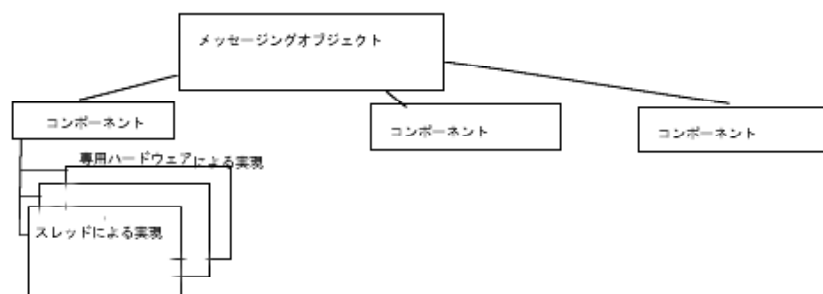 メッセージングオブジェクト
コンポーネント
コンポーネント
コンポーネント
専用ハードウェアによる実現
スレッドによる実現